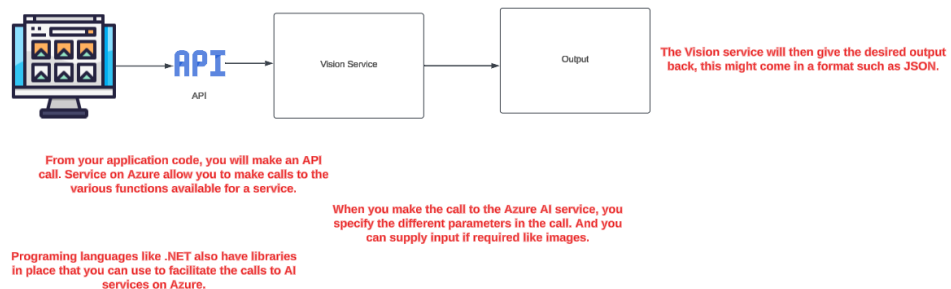 API
API
Vision Service
Output
The Vision service will then give the desired output
back, this might come in a format such as JSON.
From your application code, you will make an API
call. Service on Azure allow you to make calls to the
various functions available for a service.
When you make the call to the Azure AI service, you
specify the different parameters in the call. And you
can supply input if required like images.
Programing languages like .NET also have libraries
in place that you can use to facilitate the calls to AI
services on Azure.